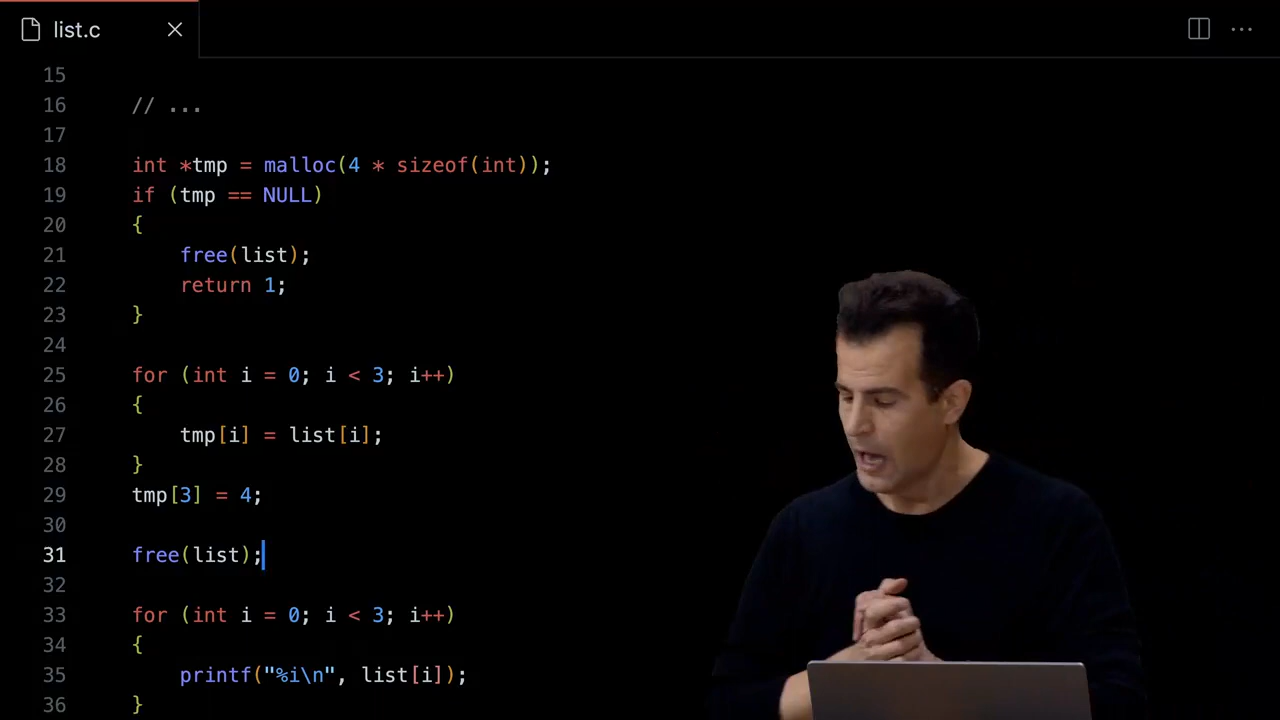 list.c
15
16 // ...
17
18 int *tmp = malloc(4 * sizeof(int));
19 if (tmp == NULL)
20 {
21 free(list);
22 return 1;
23 }
24
25 for (int i = 0; i < 3; i++)
26 {
27 tmp[i] = list[i];
28 }
29 tmp[3] = 4;
30
31 free(list);
32
33 for (int i = 0; i < 3; i++)
34 {
35 printf("%i\n", list[i]);
36 }